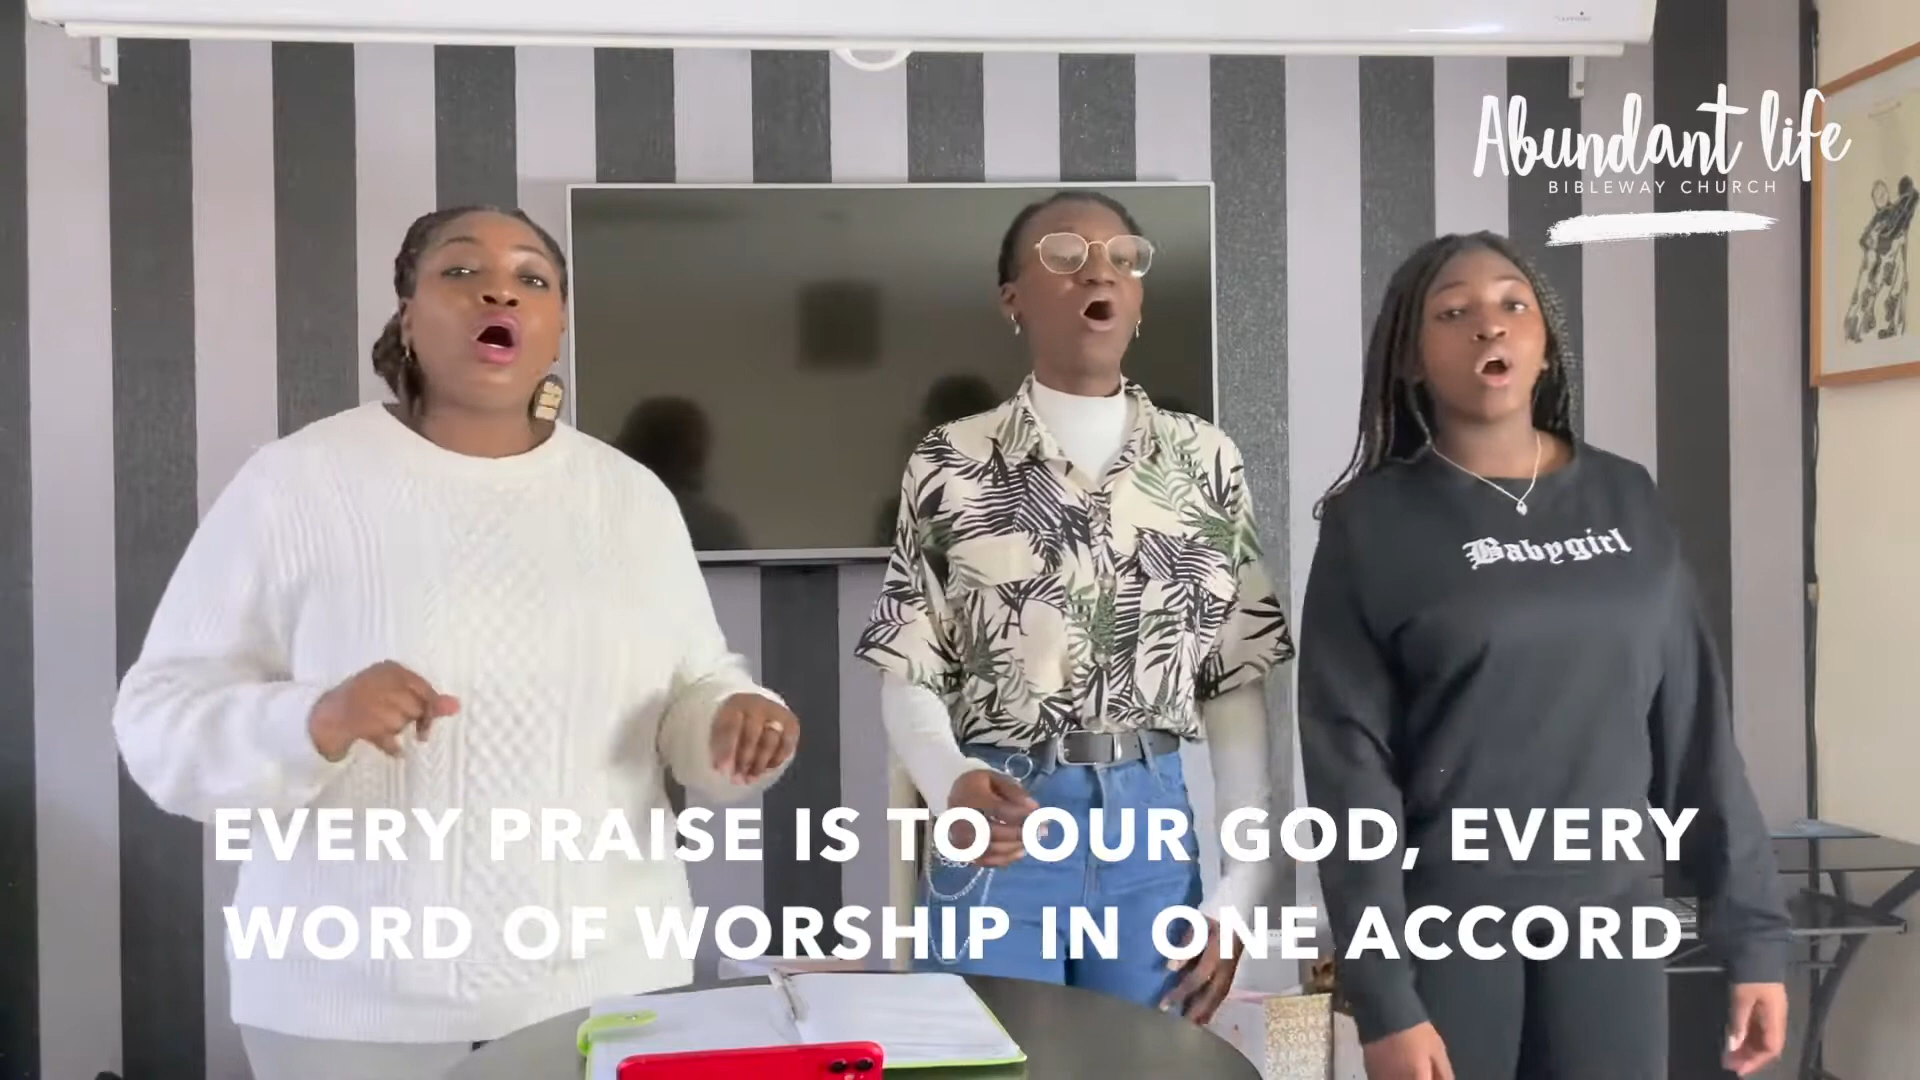 Abundant life
BIBLEWAY CHURCH
Babygirl
EVERY PRAISE IS TO OUR GOD, EVERY
WORD OF WORSHIP IN ONE ACCORD